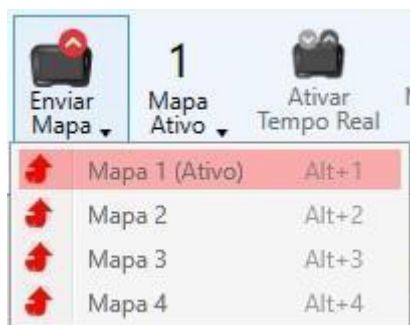 1
Enviar Mapa
Mapa Ativo
Ativar Tempo Real
Mapa 1 (Ativo) Alt+1
Mapa 2 Alt+2
Mapa 3 Alt+3
Mapa 4 Alt+4